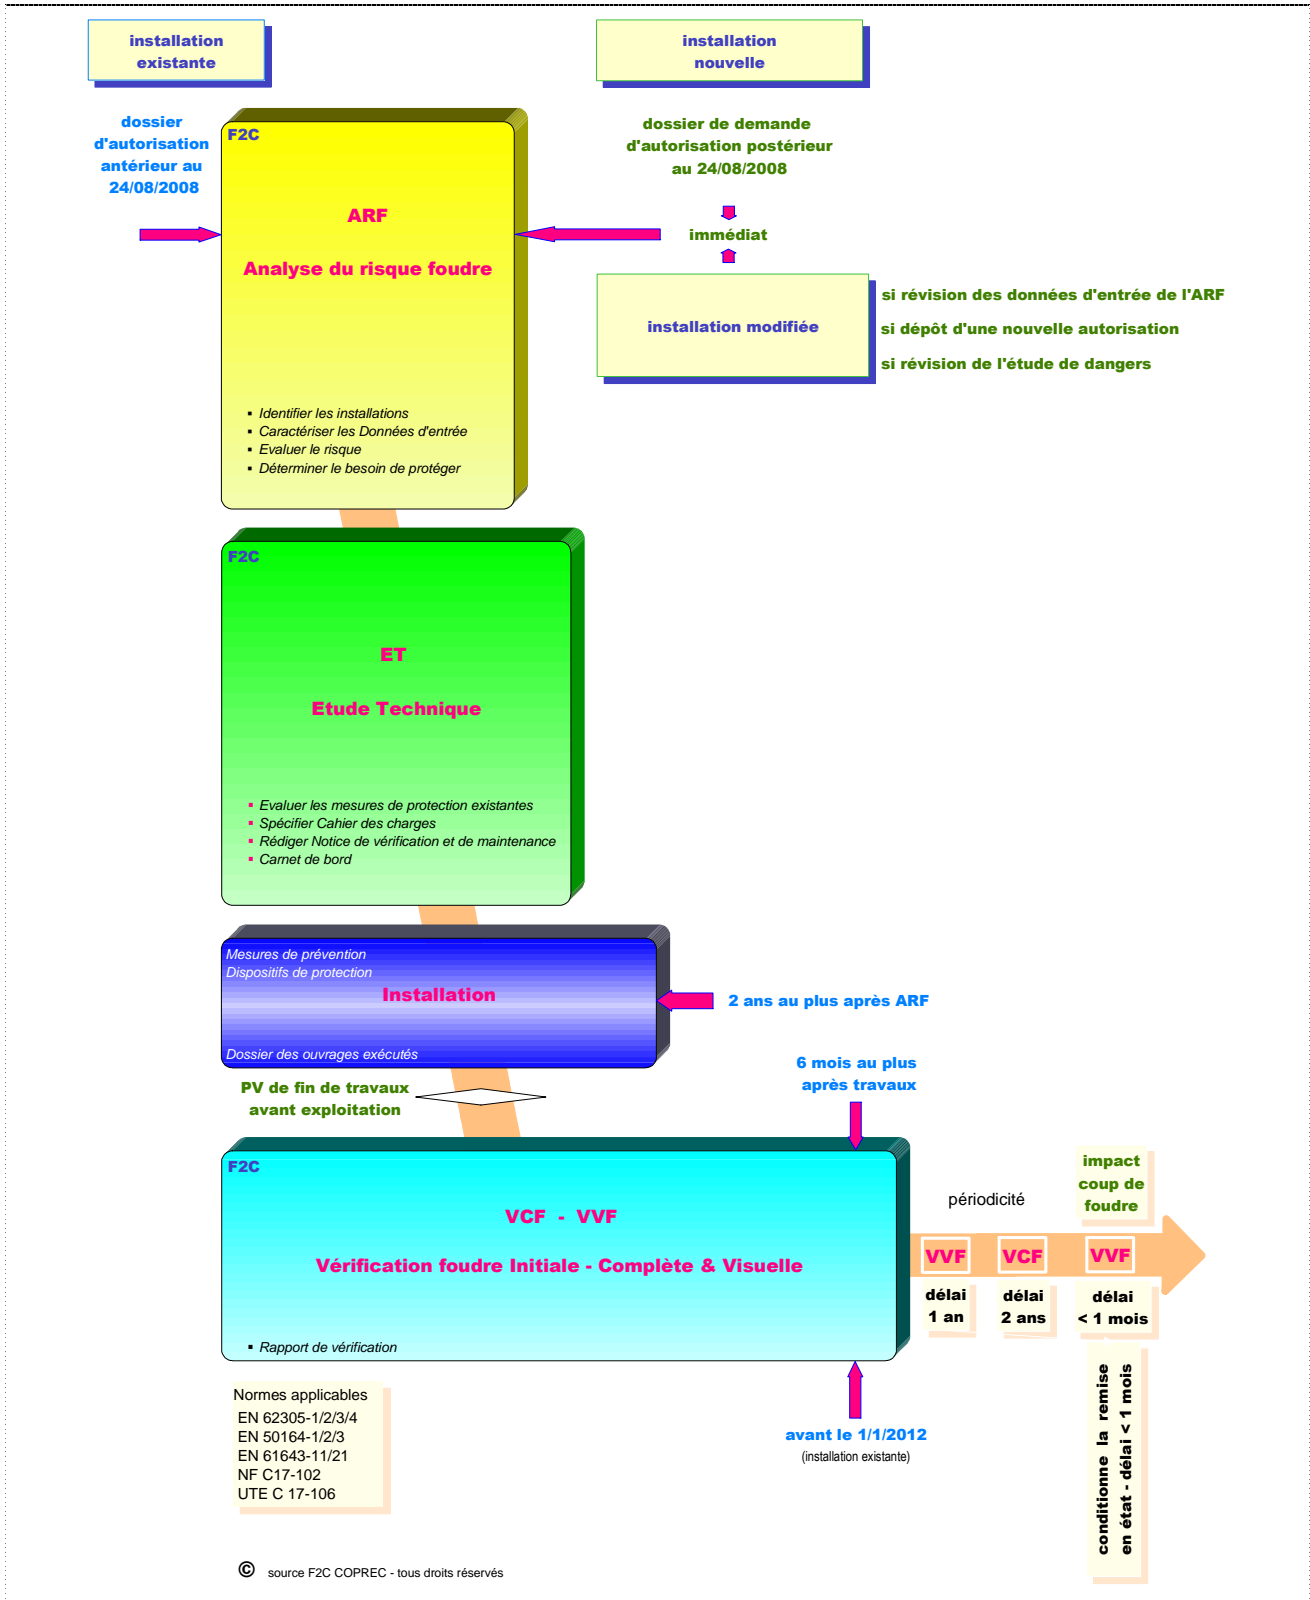 installation
existante
installation
nouvelle
dossier
d'autorisation
antérieur au
24/08/2008
dossier de demande
d'autorisation postérieur
au 24/08/2008
immédiat
installation modifiée
si révision des données d'entrée de l'ARF
si dépôt d'une nouvelle autorisation
si révision de l'étude de dangers
F2C
ARF
Analyse du risque foudre
▪ Identifier les installations
▪ Caractériser les Données d'entrée
▪ Evaluer le risque
▪ Déterminer le besoin de protéger
F2C
ET
Etude Technique
▪ Evaluer les mesures de protection existantes
▪ Spécifier Cahier des charges
▪ Rédiger Notice de vérification et de maintenance
▪ Carnet de bord
Mesures de prévention
Dispositifs de protection
Installation
Dossier des ouvrages exécutés
2 ans au plus après ARF
PV de fin de travaux
avant exploitation
6 mois au plus
après travaux
F2C
VCF - VVF
Vérification foudre Initiale - Complète & Visuelle
▪ Rapport de vérification
périodicité
impact
coup de
foudre
VVF
VCF
VVF
délai
1 an
délai
2 ans
délai
< 1 mois
conditionne la remise
en état - délai < 1 mois
avant le 1/1/2012
(installation existante)
Normes applicables
EN 62305-1/2/3/4
EN 50164-1/2/3
EN 61643-11/21
NF C17-102
UTE C 17-106
© source F2C COPREC - tous droits réservés